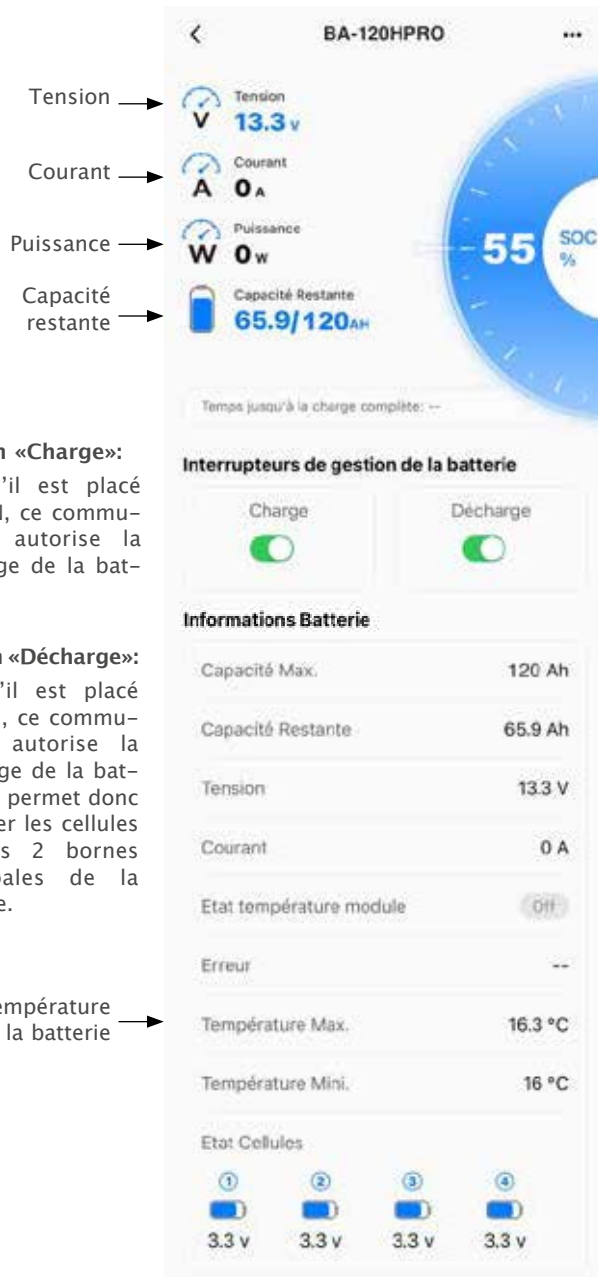 BA-120HPRO
Tension
Tension
V 13.3 V
Courant
Courant
A 0 A
Puissance
Puissance
W 0 W
Capacité
restante
Capacité Restante
65.9/120AH
55 SOC
%
Temps jusqu'à la charge complète: --
«Charge»:
'il est placé
, ce commu-
autorise la
ge de la bat-
«Décharge»:
'il est placé
, ce commu-
autorise la
ge de la bat-
permet donc
er les cellules
s 2 bornes
pales de la
e.
empérature
la batterie
Interrupteurs de gestion de la batterie
Charge
Décharge
Informations Batterie
Capacité Max. 120 Ah
Capacité Restante 65.9 Ah
Tension 13.3 V
Courant 0 A
Etat température module Off
Erreur --
Température Max. 16.3 °C
Température Mini. 16 °C
Etat Cellules
1 2 3 4
3.3 v 3.3 v 3.3 v 3.3 v